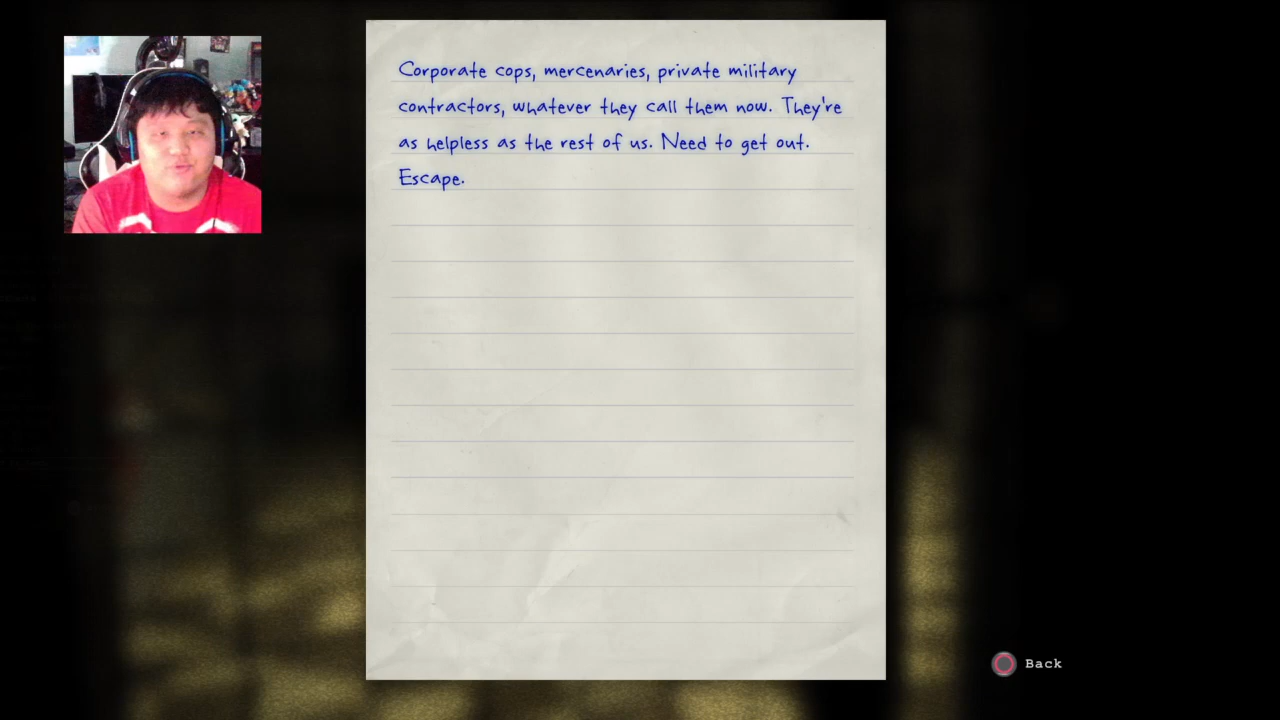 Corporate cops, mercenaries, private military
contractors, whatever they call them now. They're
as helpless as the rest of us. Need to get out.
Escape.
Back